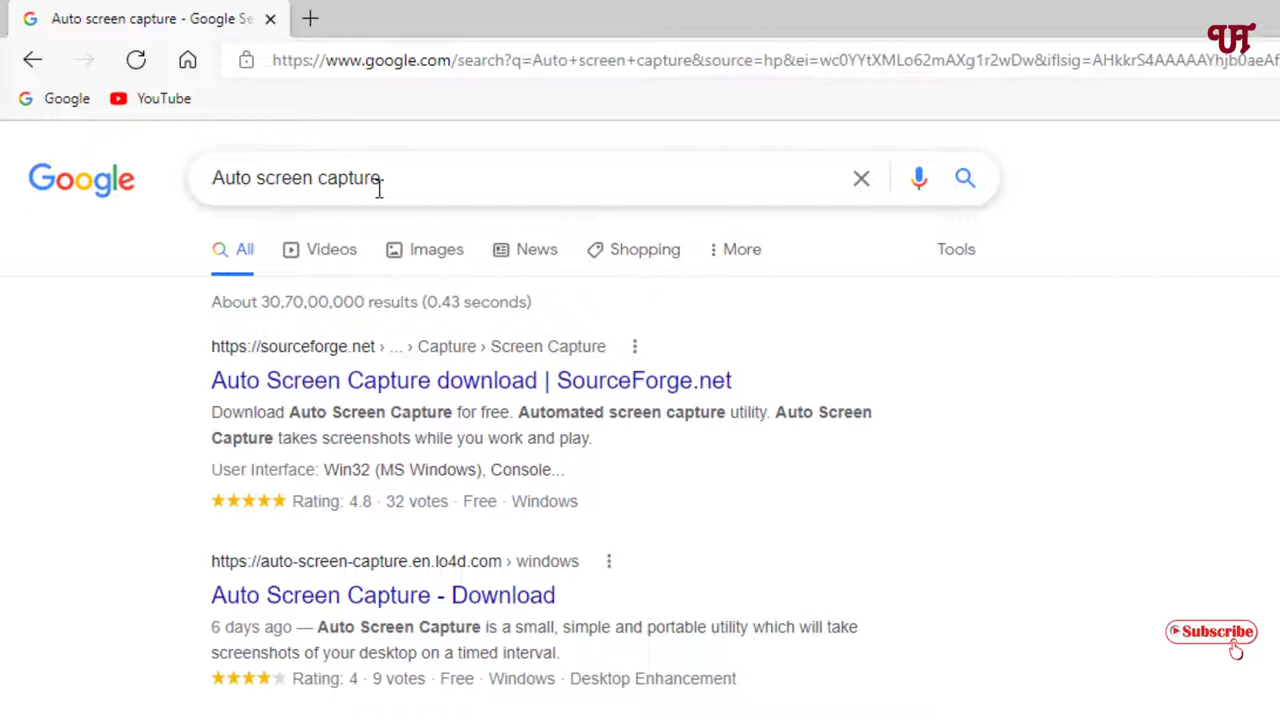 Auto screen capture - Google Se
UT
https://www.google.com/search?q=Auto+screen+capture&source=hp&ei=wc0YYtXMLo62mAXg1r2wDw&iflsig=AHkkrS4AAAAAYhjb0aeAf
Google YouTube
Google
Auto screen capture
All Videos Images News Shopping More Tools
About 30,70,00,000 results (0.43 seconds)
https://sourceforge.net › ... › Capture › Screen Capture
Auto Screen Capture download | SourceForge.net
Download Auto Screen Capture for free. Automated screen capture utility. Auto Screen
Capture takes screenshots while you work and play.
User Interface: Win32 (MS Windows), Console...
Rating: 4.8 · 32 votes · Free · Windows
https://auto-screen-capture.en.lo4d.com › windows
Auto Screen Capture - Download
6 days ago — Auto Screen Capture is a small, simple and portable utility which will take
screenshots of your desktop on a timed interval.
Rating: 4 · 9 votes · Free · Windows · Desktop Enhancement
Subscribe